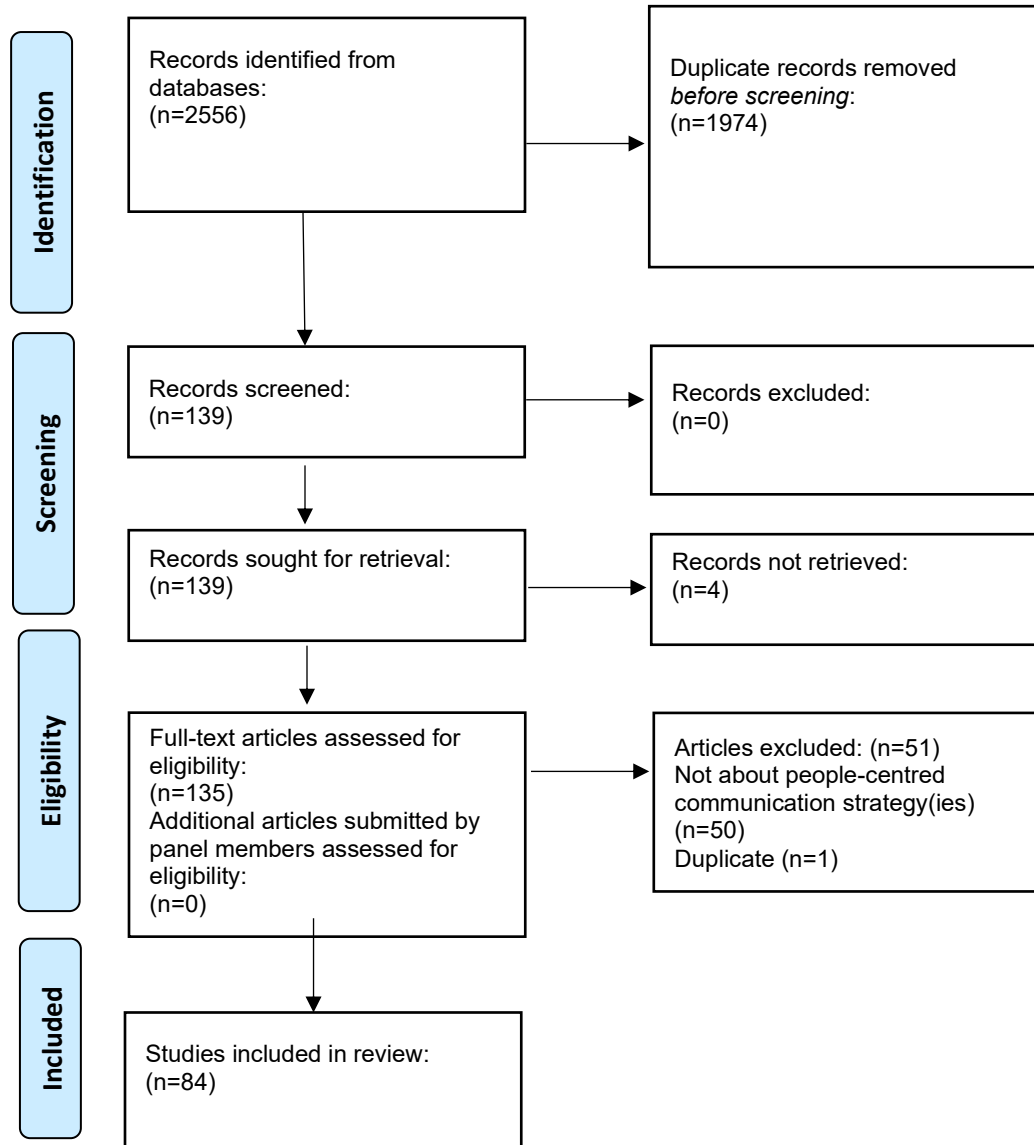 Identification
Records identified from
databases:
(n=2556)
Duplicate records removed
before screening:
(n=1974)
Screening
Records screened:
(n=139)
Records excluded:
(n=0)
Records sought for retrieval:
(n=139)
Records not retrieved:
(n=4)
Eligibility
Full-text articles assessed for
eligibility:
(n=135)
Additional articles submitted by
panel members assessed for
eligibility:
(n=0)
Articles excluded: (n=51)
Not about people-centred
communication strategy(ies)
(n=50)
Duplicate (n=1)
Included
Studies included in review:
(n=84)